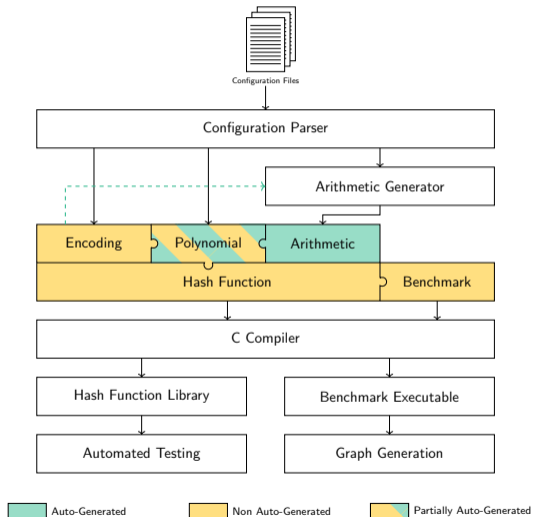 Configuration Files
Configuration Parser
Arithmetic Generator
Encoding Polynomial Arithmetic
Hash Function Benchmark
C Compiler
Hash Function Library Benchmark Executable
Automated Testing Graph Generation
Auto-Generated Non Auto-Generated Partially Auto-Generated